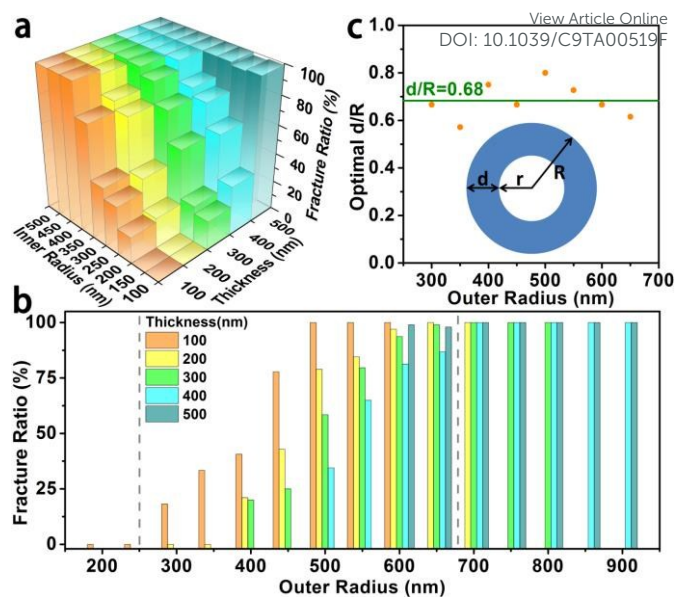 View Article Online
DOI: 10.1039/C9TA00519F
a
100
80
60
40
20
0
Fracture Ratio (%)
500
450
400
350
300
250
200
150
100
Inner Radius (nm)
100
200
300
400
500
Thickness (nm)
c
1.0
0.8
0.6
0.4
0.2
0.0
Optimal d/R
d/R=0.68
d
r
R
300 400 500 600 700
Outer Radius (nm)
b
100
75
50
25
0
Fracture Ratio (%)
Thickness(nm)
100
200
300
400
500
200 300 400 500 600 700 800 900
Outer Radius (nm)